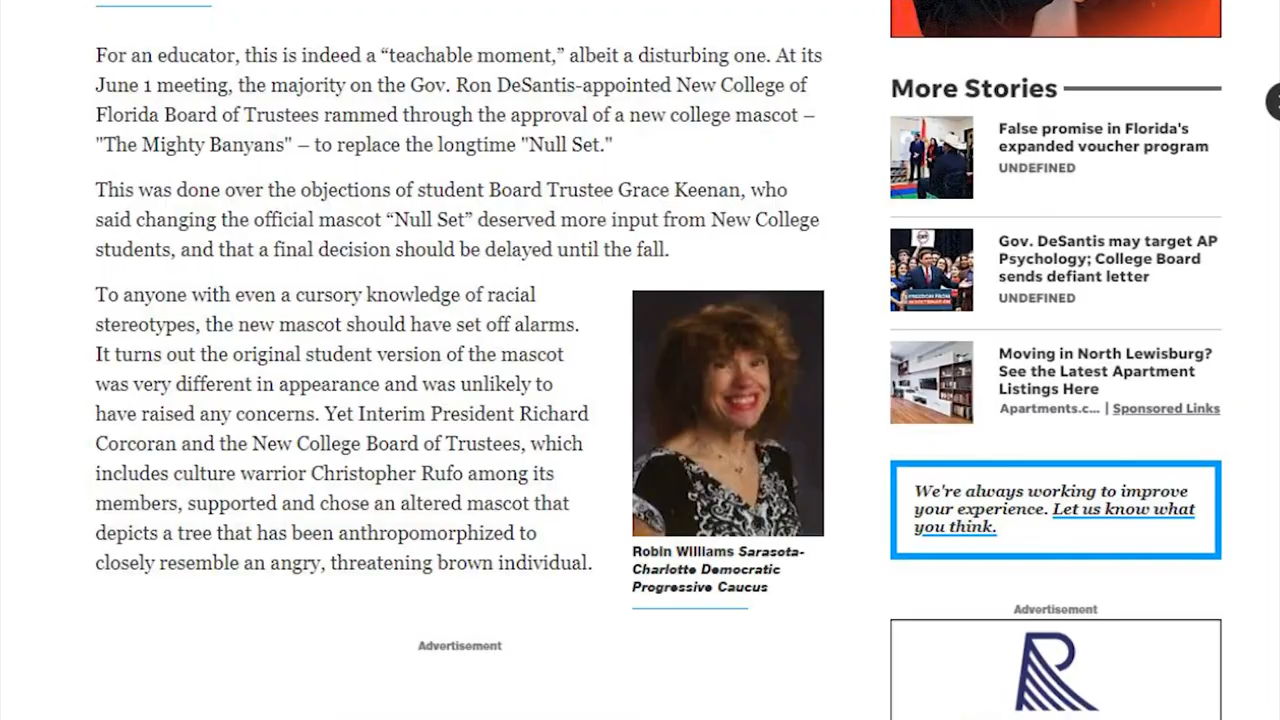 For an educator, this is indeed a “teachable moment,” albeit a disturbing one. At its
June 1 meeting, the majority on the Gov. Ron DeSantis-appointed New College of
Florida Board of Trustees rammed through the approval of a new college mascot –
"The Mighty Banyans" – to replace the longtime "Null Set."
This was done over the objections of student Board Trustee Grace Keenan, who
said changing the official mascot “Null Set” deserved more input from New College
students, and that a final decision should be delayed until the fall.
To anyone with even a cursory knowledge of racial
stereotypes, the new mascot should have set off alarms.
It turns out the original student version of the mascot
was very different in appearance and was unlikely to
have raised any concerns. Yet Interim President Richard
Corcoran and the New College Board of Trustees, which
includes culture warrior Christopher Rufo among its
members, supported and chose an altered mascot that
depicts a tree that has been anthropomorphized to
closely resemble an angry, threatening brown individual.
Robin Williams Sarasota-
Charlotte Democratic
Progressive Caucus
Advertisement
More Stories
False promise in Florida's
expanded voucher program
UNDEFINED
Gov. DeSantis may target AP
Psychology; College Board
sends defiant letter
UNDEFINED
Moving in North Lewisburg?
See the Latest Apartment
Listings Here
Apartments.c... | Sponsored Links
We're always working to improve
your experience. Let us know what
you think.
Advertisement
R